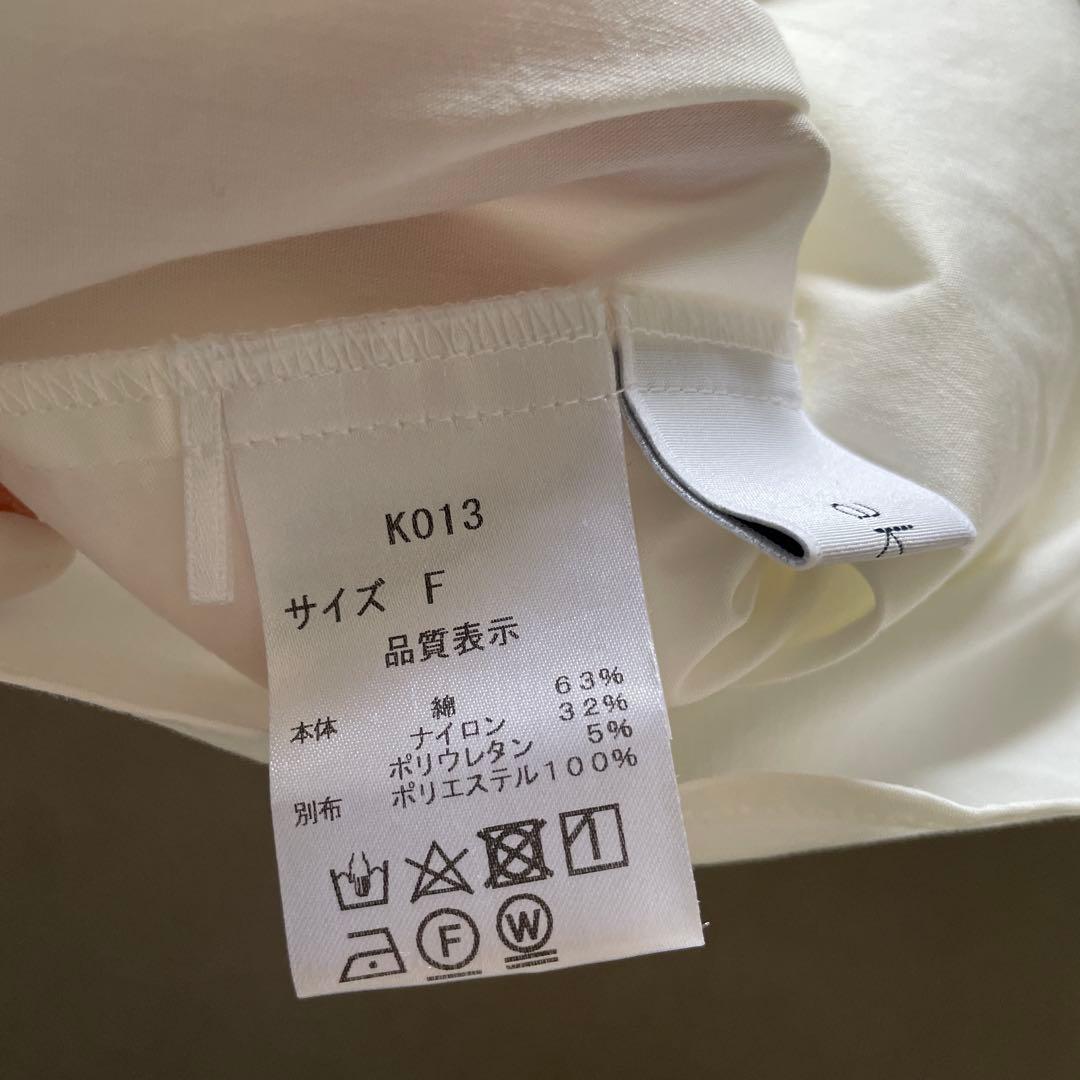 K013
サイズ F
品質表示
本体 綿 63%
ナイロン 32%
ポリウレタン 5%
別布 ポリエステル100%
F W